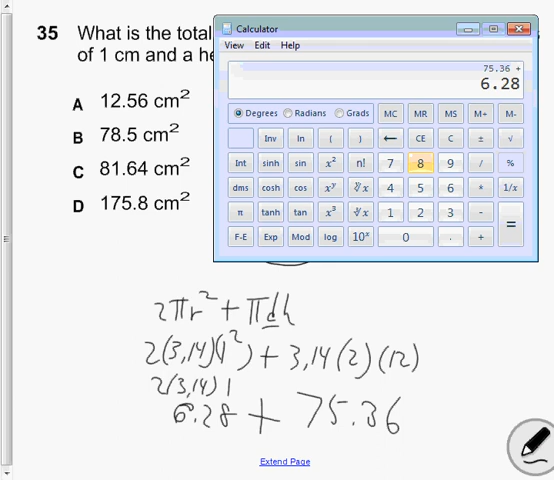 35 What is the total
of 1 cm and a he
A 12.56 cm²
B 78.5 cm²
C 81.64 cm²
D 175.8 cm²
Calculator
View Edit Help
75.36 +
6.28
Degrees Radians Grads MC MR MS M+ M-
Inv ln ( ) ← CE C ± √
Int sinh sin x² n! 7 8 9 / %
dms cosh cos xʸ ʸ√x 4 5 6 * 1/x
π tanh tan x³ ³√x 1 2 3 - =
F-E Exp Mod log 10ˣ 0 . +
2πr² + πdh
2(3,14)(1²) + 3,14(2)(12)
2(3,14)1
6.28 + 75.36
Extend Page